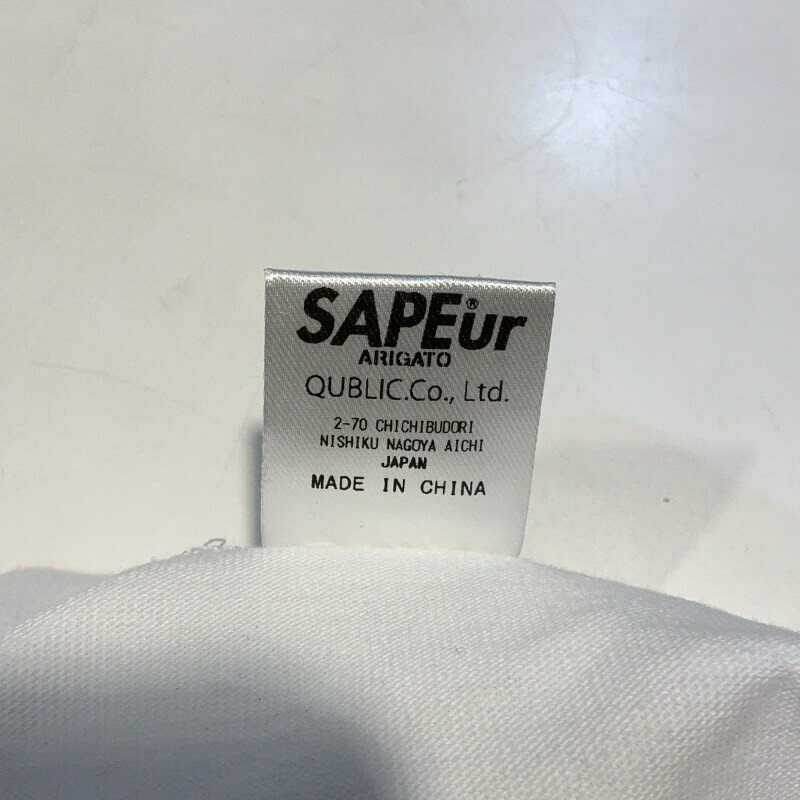 SAPEur®
ARIGATO
QUBLIC.Co., Ltd.
2-70 CHICHIBUDORI
NISHIKU NAGOYA AICHI
JAPAN
MADE IN CHINA